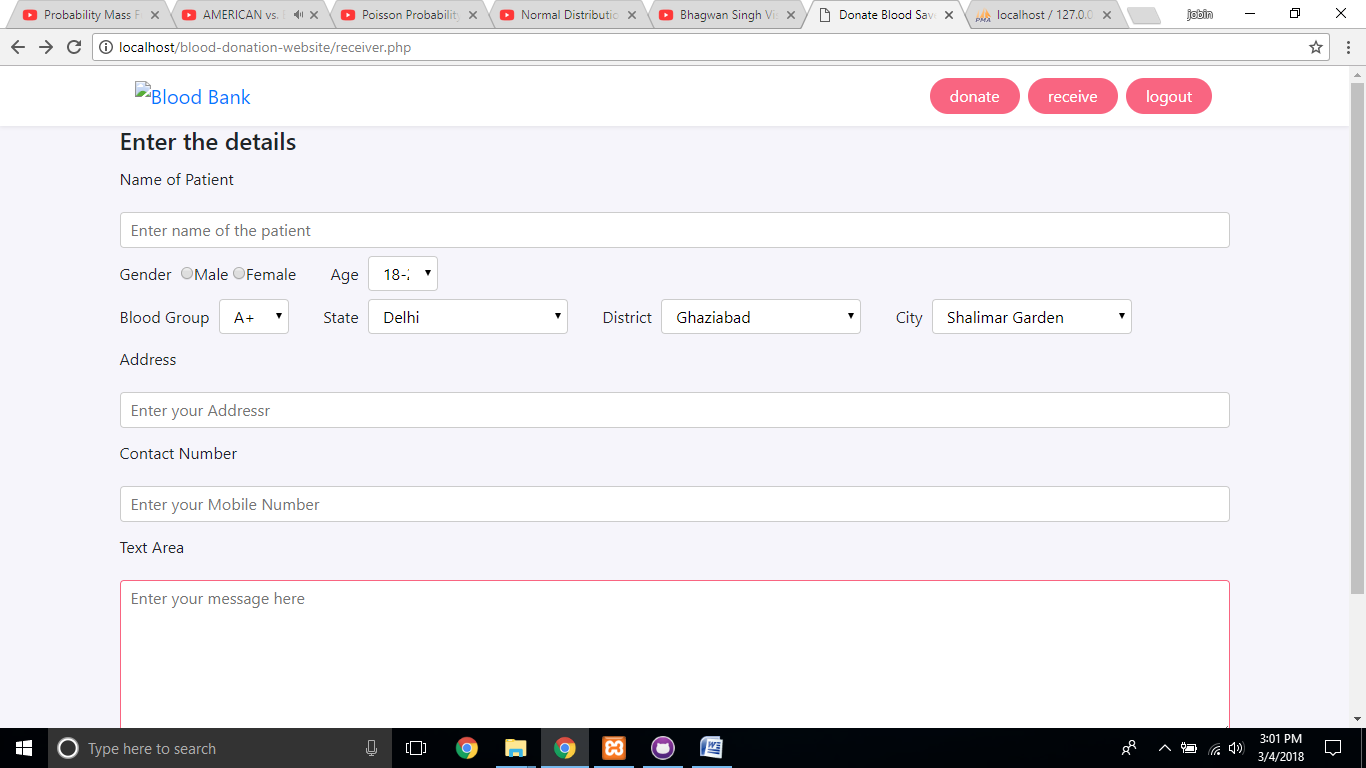 Probability Mass F
AMERICAN vs.
Poisson Probability
Normal Distributio
Bhagwan Singh Vi
Donate Blood Save
localhost / 127.0.0
jobin
localhost/blood-donation-website/receiver.php
Blood Bank
donate
receive
logout
Enter the details
Name of Patient
Enter name of the patient
Gender Male Female Age 18-2
Blood Group A+ State Delhi District Ghaziabad City Shalimar Garden
Address
Enter your Addressr
Contact Number
Enter your Mobile Number
Text Area
Enter your message here
Type here to search
3:01 PM
3/4/2018